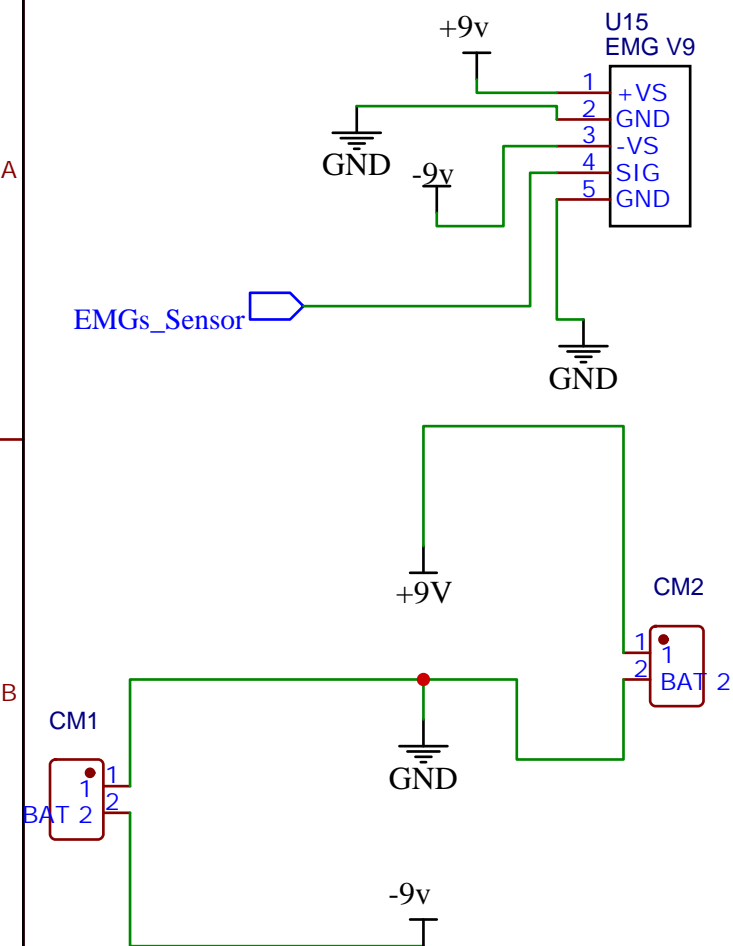 +9v
U15
EMG V9
1 +VS
2 GND
3 -VS
4 SIG
5 GND
GND
A
-9v
EMGs_Sensor
GND
+9V
CM2
1 1
2 BAT 2
B
CM1
1 1
BAT 2 2
GND
-9v